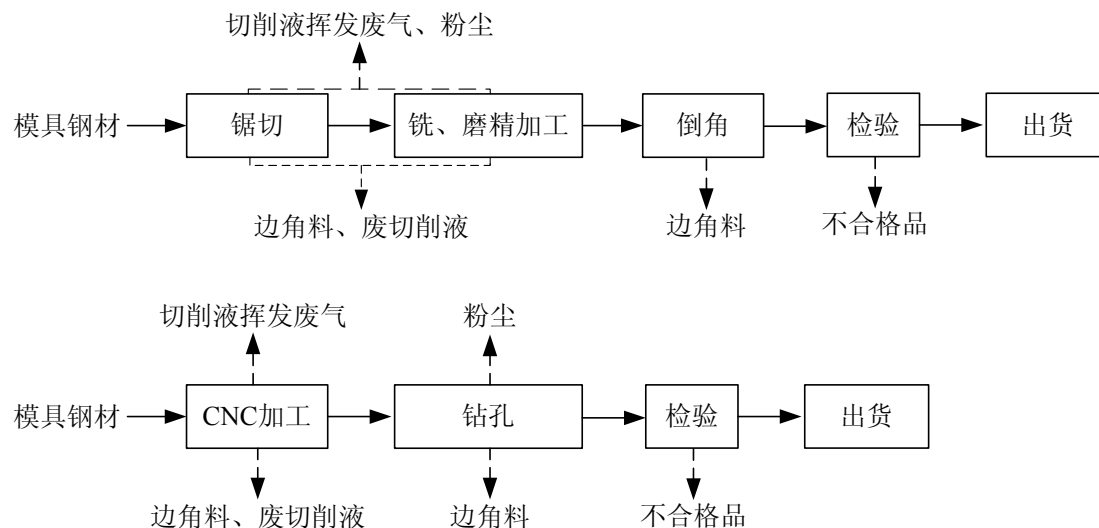 切削液挥发废气、粉尘
模具钢材
锯切
铣、磨精加工
倒角
检验
出货
边角料、废切削液
边角料
不合格品
切削液挥发废气
粉尘
模具钢材
CNC加工
钻孔
检验
出货
边角料、废切削液
边角料
不合格品